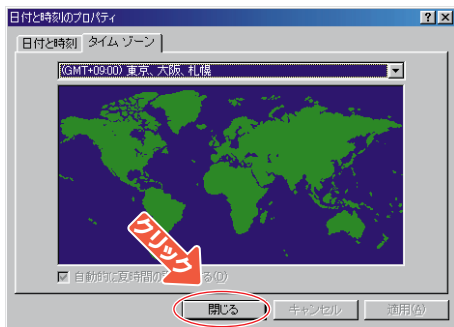 日付と時刻のプロパティ
日付と時刻 タイム ゾーン
(GMT+09:00) 東京、大阪、札幌
クリック
自動的に夏時間の
る(D)
閉じる キャンセル 適用(A)